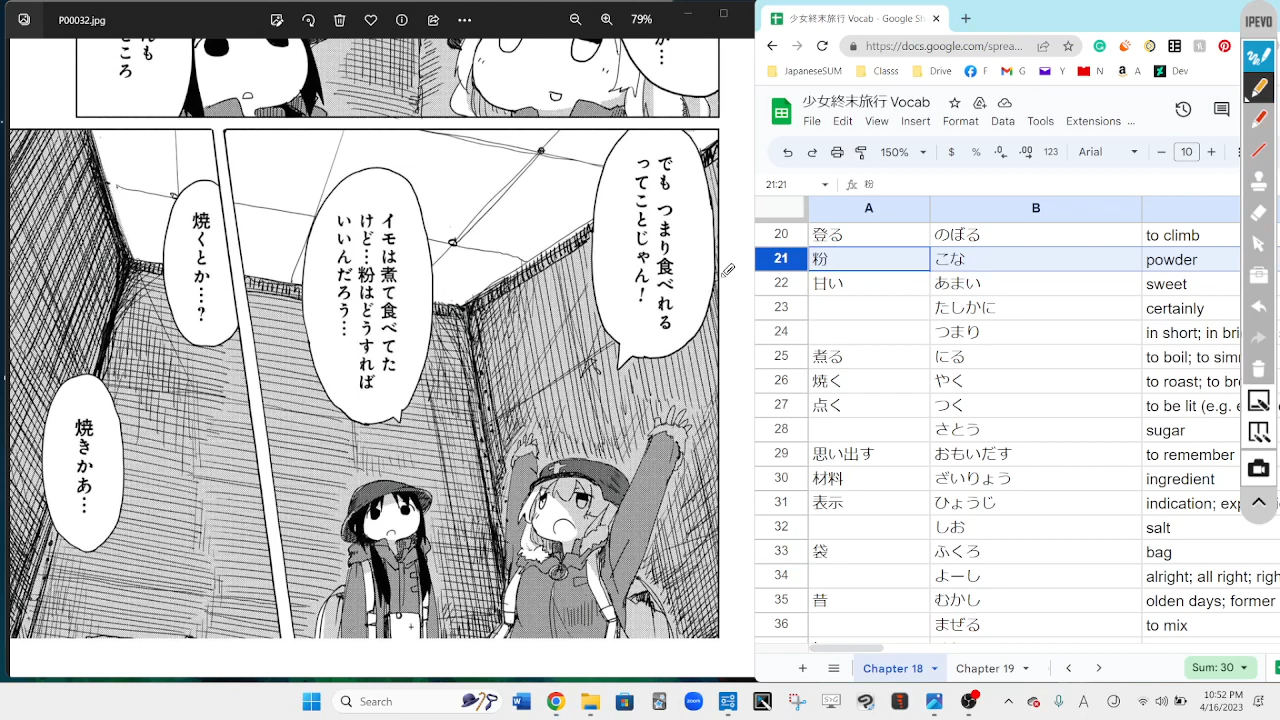 P00032.jpg
79%
んも
ところ
が…
でも つまり食べれる
ってことじゃん!
イモは煮て食べてた
けど…粉はどうすれば
いいんだろう…
焼くとか…?
焼きかあ…
少女終末旅行 Vocab - Google Sh
https://docs.google.com/spree
JapaneseSUM
Classs
Drive
F
G
Y
N
A
Dev
少女終末旅行 Vocab
File Edit View Insert Format Data Tools Extensions ...
150% $ % .0 .00 123 Arial 10
21:21 fx 粉
A B
20 登る のぼる to climb
21 粉 こな powder
22 甘い あまい sweet
23 たしかに certainly
24 つまり in short; in bri
25 煮る にる to boil; to sim
26 焼く やく to roast; to br
27 点く つく to be lit (e.g. e
28 さとう sugar
29 思い出す おもいだす to remember
30 材料 ざいりょう ingredient
31 表示 ひょうじ indication; exp
32 しお salt
33 袋 ふくろ bag
34 よーし alright; all right; righ
35 昔 むかし olden days; former
36 まぜる to mix
Chapter 18
Chapter 19
Sum: 30
IPEVO
Search
zoom
A
10:52 PM
7/16/2023